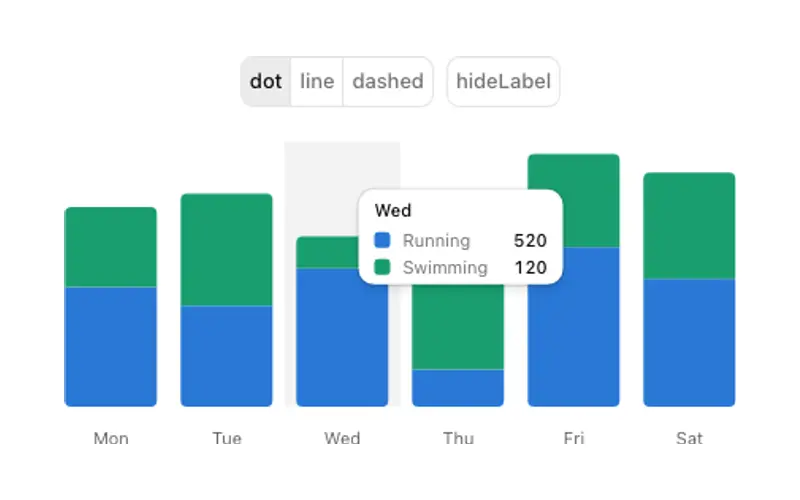 dot line dashed hideLabel
Wed
Running 520
Swimming 120
Mon Tue Wed Thu Fri Sat